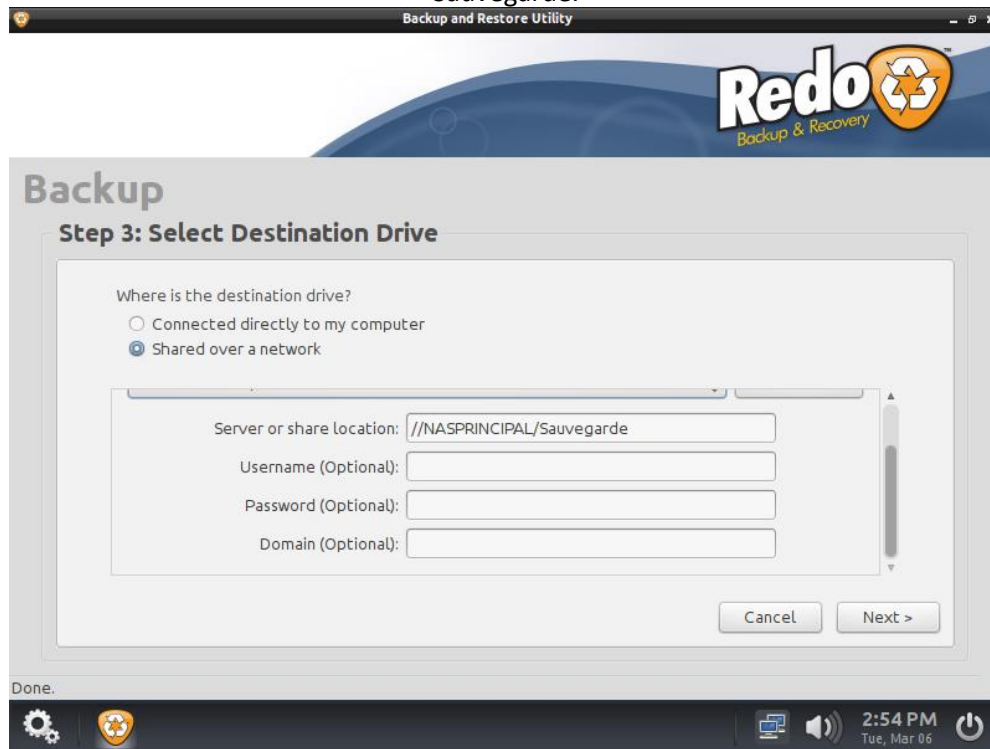 Backup and Restore Utility
Redo
Backup & Recovery
Backup
Step 3: Select Destination Drive
Where is the destination drive?
Connected directly to my computer
Shared over a network
Server or share location: //NASPRINCIPAL/Sauvegarde
Username (Optional):
Password (Optional):
Domain (Optional):
Cancel Next >
Done.
2:54 PM
Tue, Mar 06